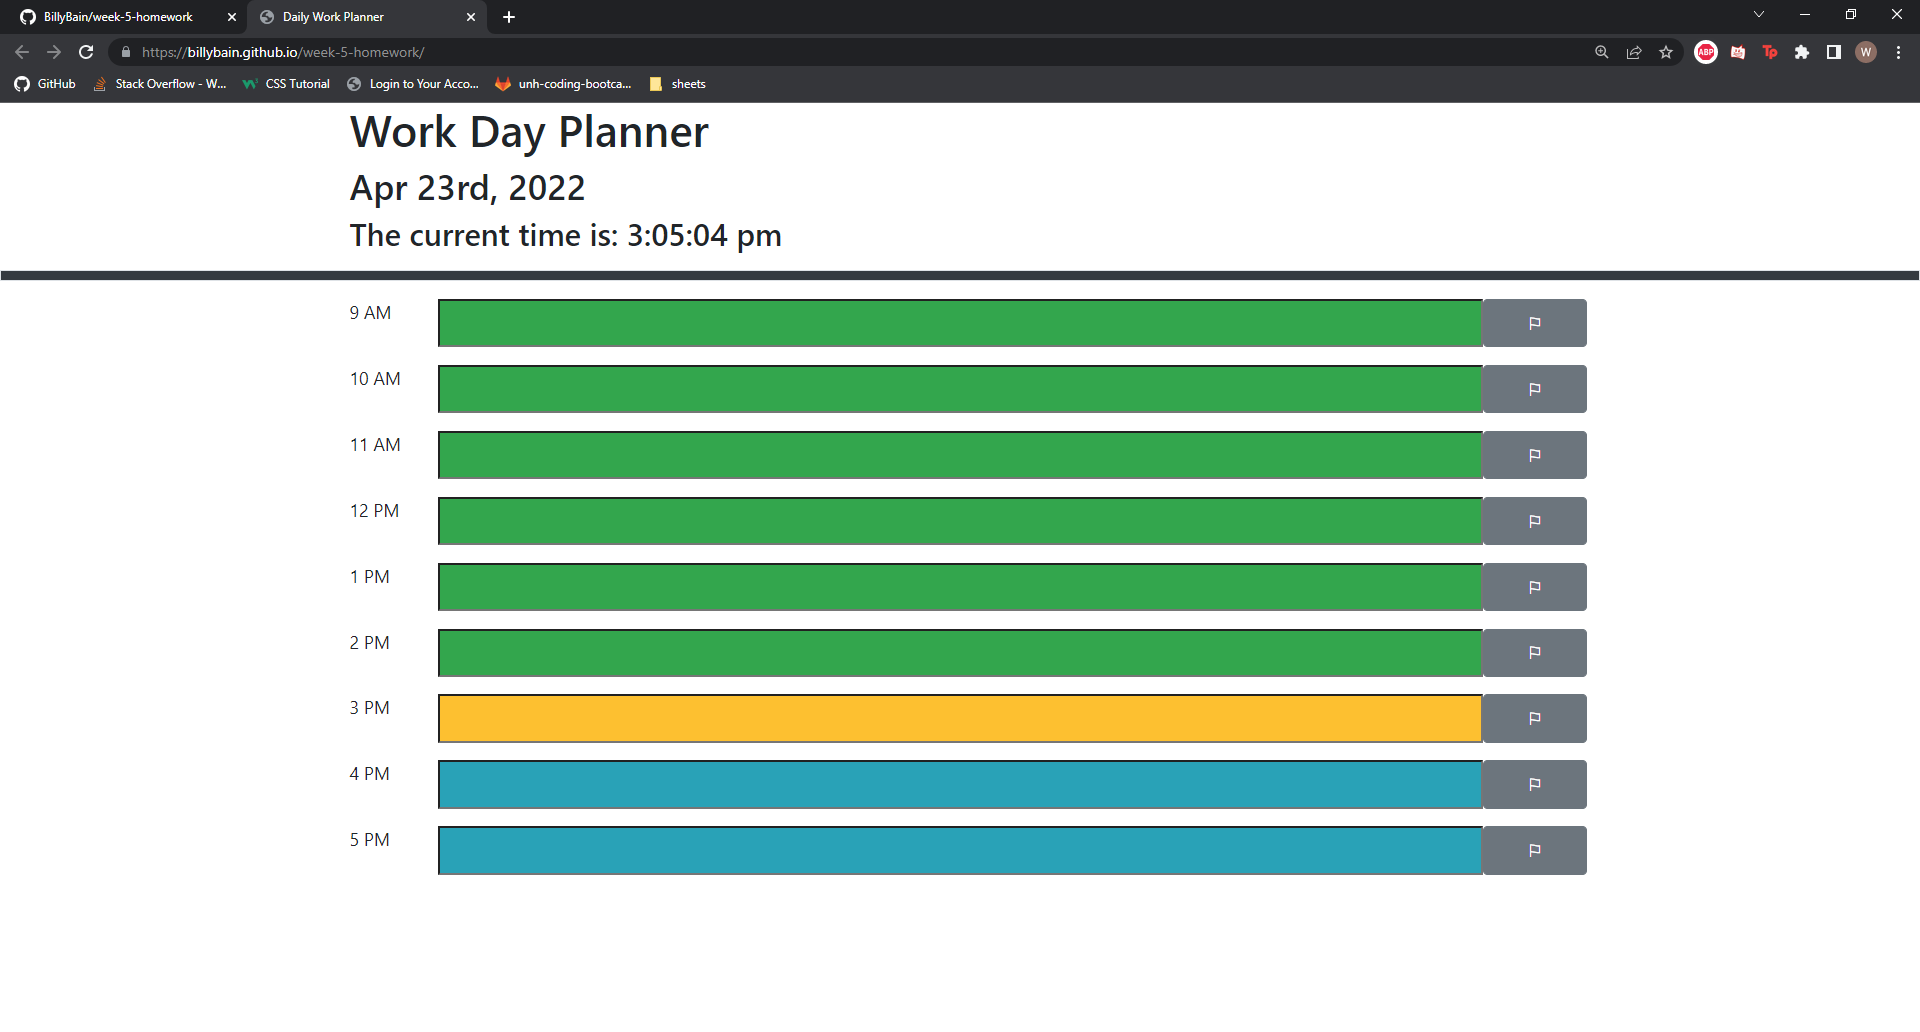 BillyBain/week-5-homework
Daily Work Planner
https://billybain.github.io/week-5-homework/
ABP
Tp
W
GitHub
Stack Overflow - W...
CSS Tutorial
Login to Your Acco...
unh-coding-bootca...
sheets
Work Day Planner
Apr 23rd, 2022
The current time is: 3:05:04 pm
9 AM
10 AM
11 AM
12 PM
1 PM
2 PM
3 PM
4 PM
5 PM